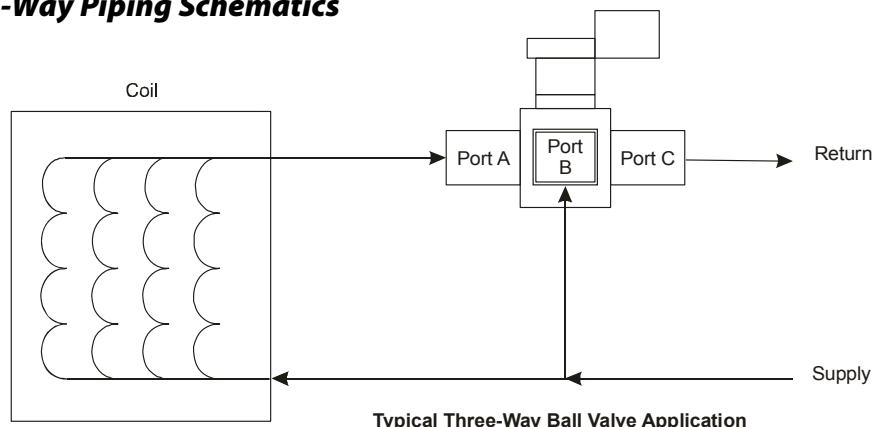 -Way Piping Schematics
Coil
Port A
Port
B
Port C
Return
Supply
Typical Three-Way Ball Valve Application